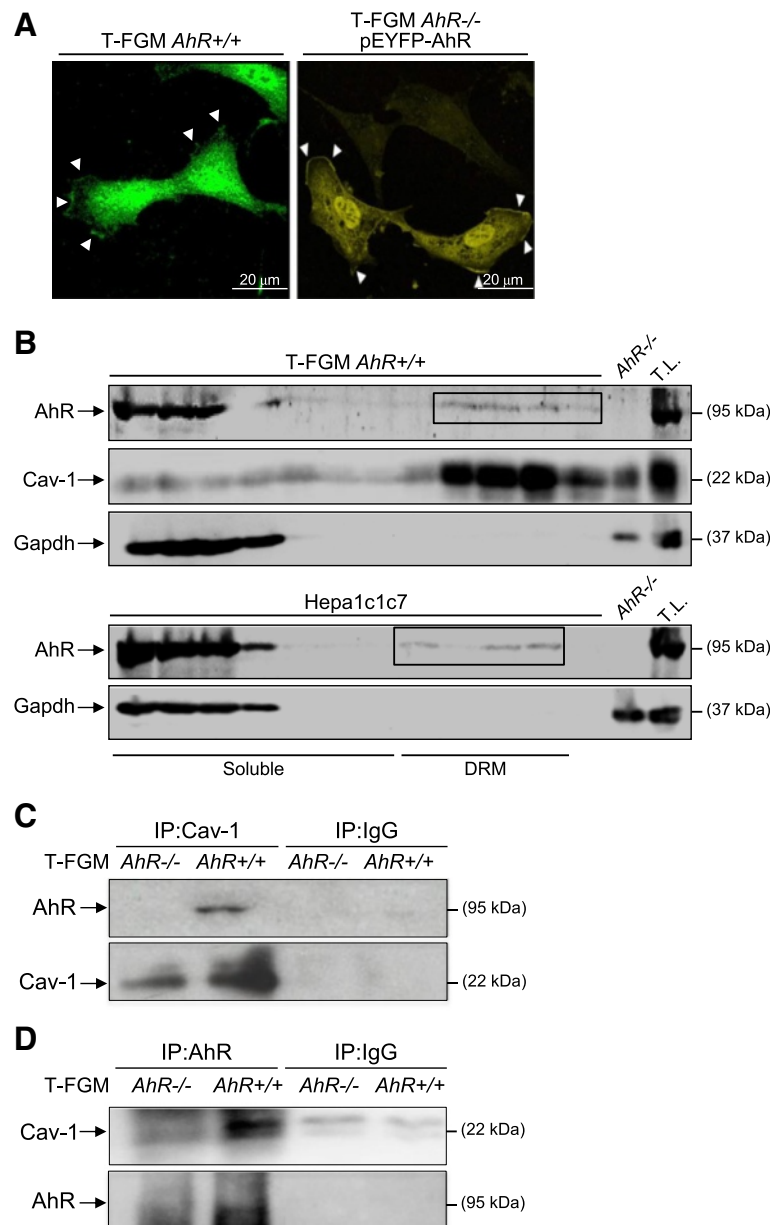 A
T-FGM AhR+/+
T-FGM AhR-/-
pEYFP-AhR
20 µm
20 µm
B
T-FGM AhR+/+
AhR-/-
T.L.
AhR
(95 kDa)
Cav-1
(22 kDa)
Gapdh
(37 kDa)
Hepa1c1c7
AhR-/-
T.L.
AhR
(95 kDa)
Gapdh
(37 kDa)
Soluble
DRM
C
IP:Cav-1
IP:IgG
T-FGM AhR-/- AhR+/+ AhR-/- AhR+/+
AhR
(95 kDa)
Cav-1
(22 kDa)
D
IP:AhR
IP:IgG
T-FGM AhR-/- AhR+/+ AhR-/- AhR+/+
Cav-1
(22 kDa)
AhR
(95 kDa)